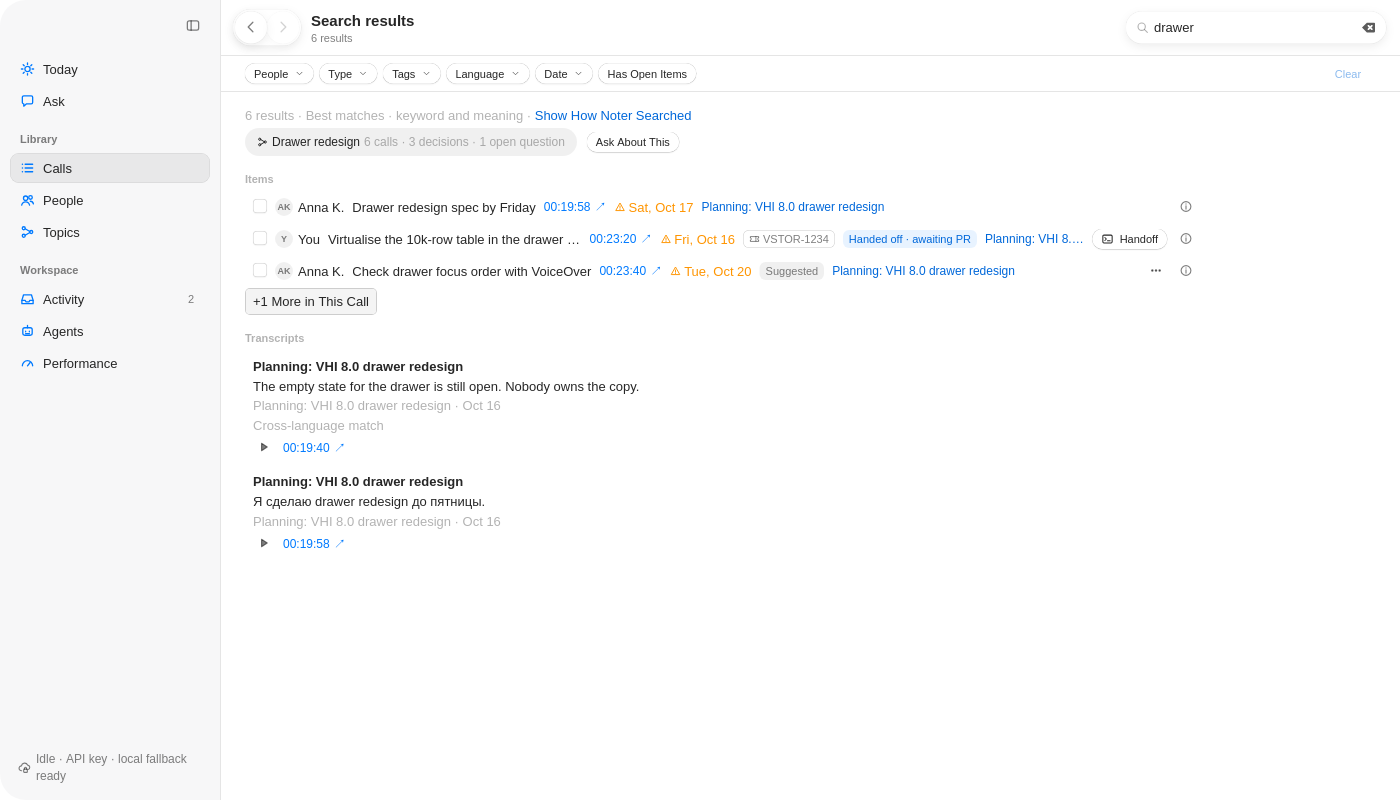 Search results
6 results
drawer
Today
Ask
Library
Calls
People
Topics
Workspace
Activity 2
Agents
Performance
Idle · API key · local fallback
ready
People Type Tags Language Date Has Open Items Clear
6 results · Best matches · keyword and meaning · Show How Noter Searched
Drawer redesign 6 calls · 3 decisions · 1 open question Ask About This
Items
AK Anna K. Drawer redesign spec by Friday 00:19:58 Sat, Oct 17 Planning: VHI 8.0 drawer redesign
Y You Virtualise the 10k-row table in the drawer … 00:23:20 Fri, Oct 16 VSTOR-1234 Handed off · awaiting PR Planning: VHI 8.… Handoff
AK Anna K. Check drawer focus order with VoiceOver 00:23:40 Tue, Oct 20 Suggested Planning: VHI 8.0 drawer redesign
+1 More in This Call
Transcripts
Planning: VHI 8.0 drawer redesign
The empty state for the drawer is still open. Nobody owns the copy.
Planning: VHI 8.0 drawer redesign · Oct 16
Cross-language match
00:19:40
Planning: VHI 8.0 drawer redesign
Я сделаю drawer redesign до пятницы.
Planning: VHI 8.0 drawer redesign · Oct 16
00:19:58